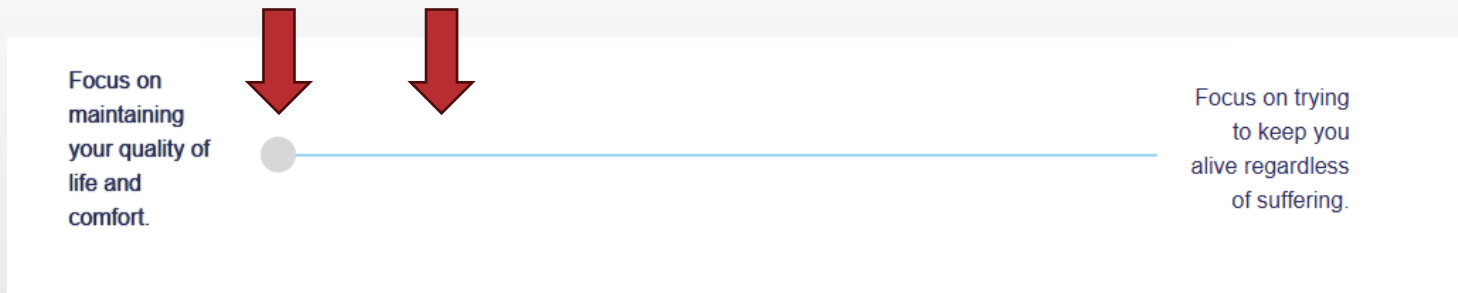 Focus on
maintaining
your quality of
life and
comfort.
Focus on trying
to keep you
alive regardless
of suffering.